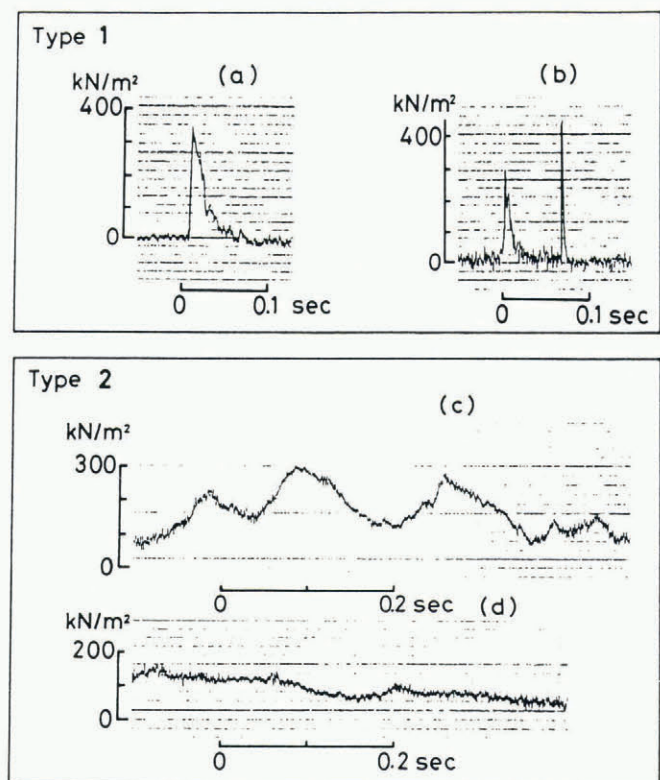 Type 1
(a)
kN/m²
400
0
0 0.1 sec
(b)
kN/m²
400
0
0 0.1 sec
Type 2
(c)
kN/m²
300
0
0 0.2 sec
(d)
kN/m²
200
0
0 0.2 sec